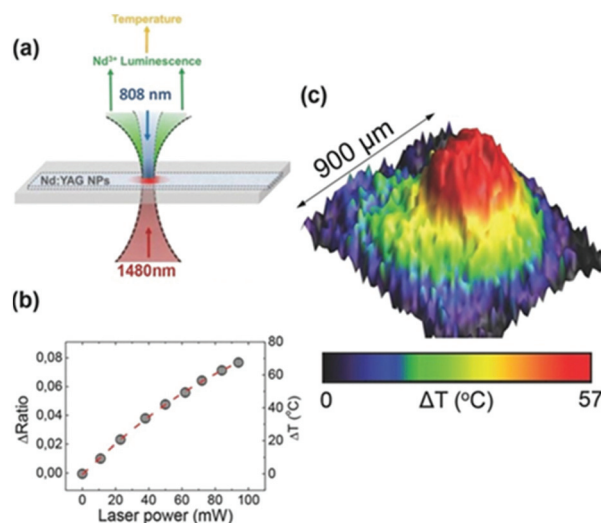 (a)
Temperature
Nd³⁺ Luminescence
808 nm
Nd:YAG NPs
1480nm
(b)
ΔRatio
0,08
0,06
0,04
0,02
0,00
0 20 40 60 80 100
Laser power (mW)
80
60
40
20
0
ΔT (°C)
(c)
900 μm
0 ΔT (°C) 57